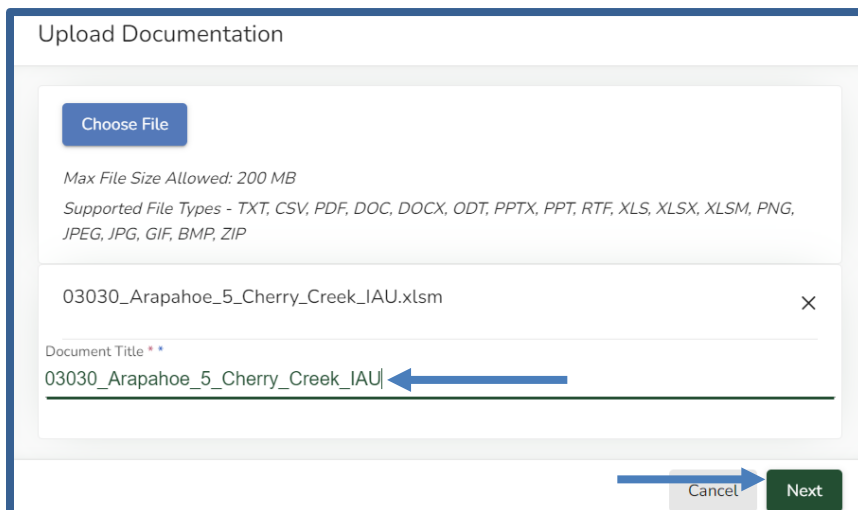 Upload Documentation
Choose File
Max File Size Allowed: 200 MB
Supported File Types - TXT, CSV, PDF, DOC, DOCX, ODT, PPTX, PPT, RTF, XLS, XLSX, XLSM, PNG,
JPEG, JPG, GIF, BMP, ZIP
03030_Arapahoe_5_Cherry_Creek_IAU.xlsm
Document Title * *
03030_Arapahoe_5_Cherry_Creek_IAU
Cancel Next